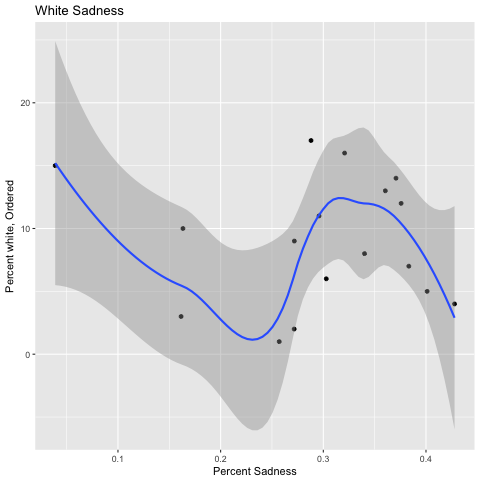 White Sadness
Percent white, Ordered
20
10
0
0.1 0.2 0.3 0.4
Percent Sadness